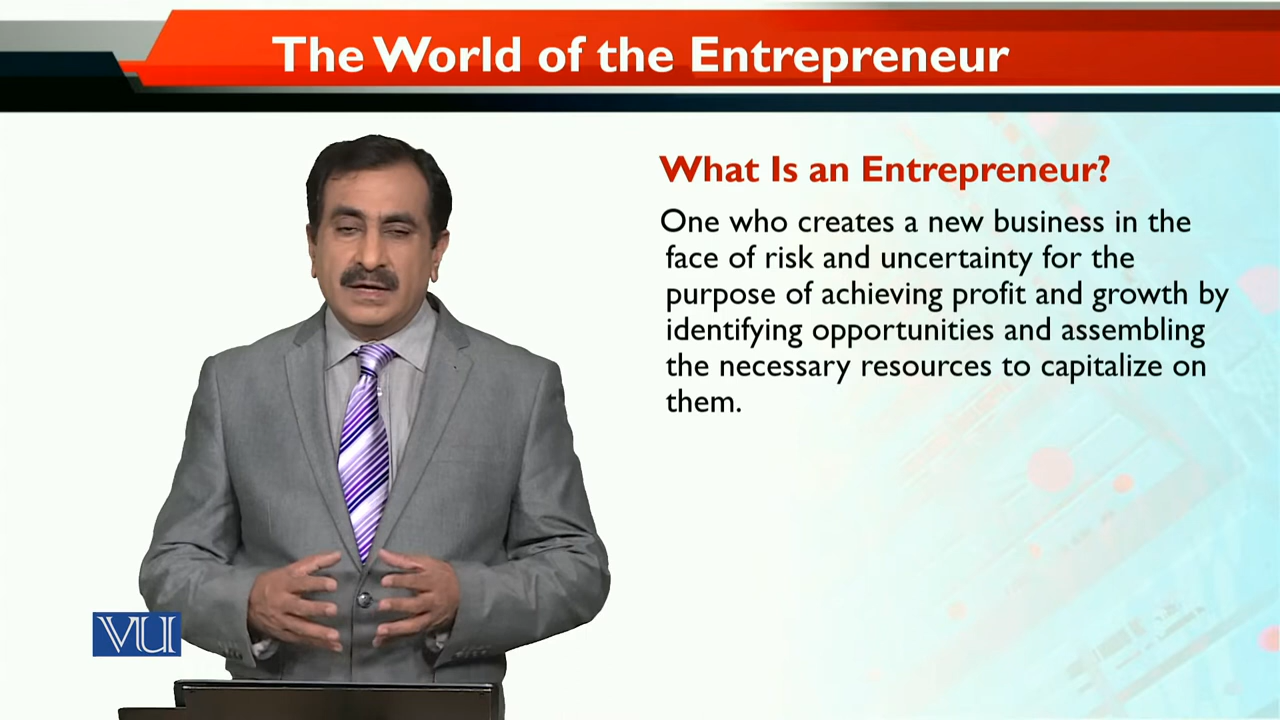 The World of the Entrepreneur
What Is an Entrepreneur?
One who creates a new business in the
face of risk and uncertainty for the
purpose of achieving profit and growth by
identifying opportunities and assembling
the necessary resources to capitalize on
them.
VU